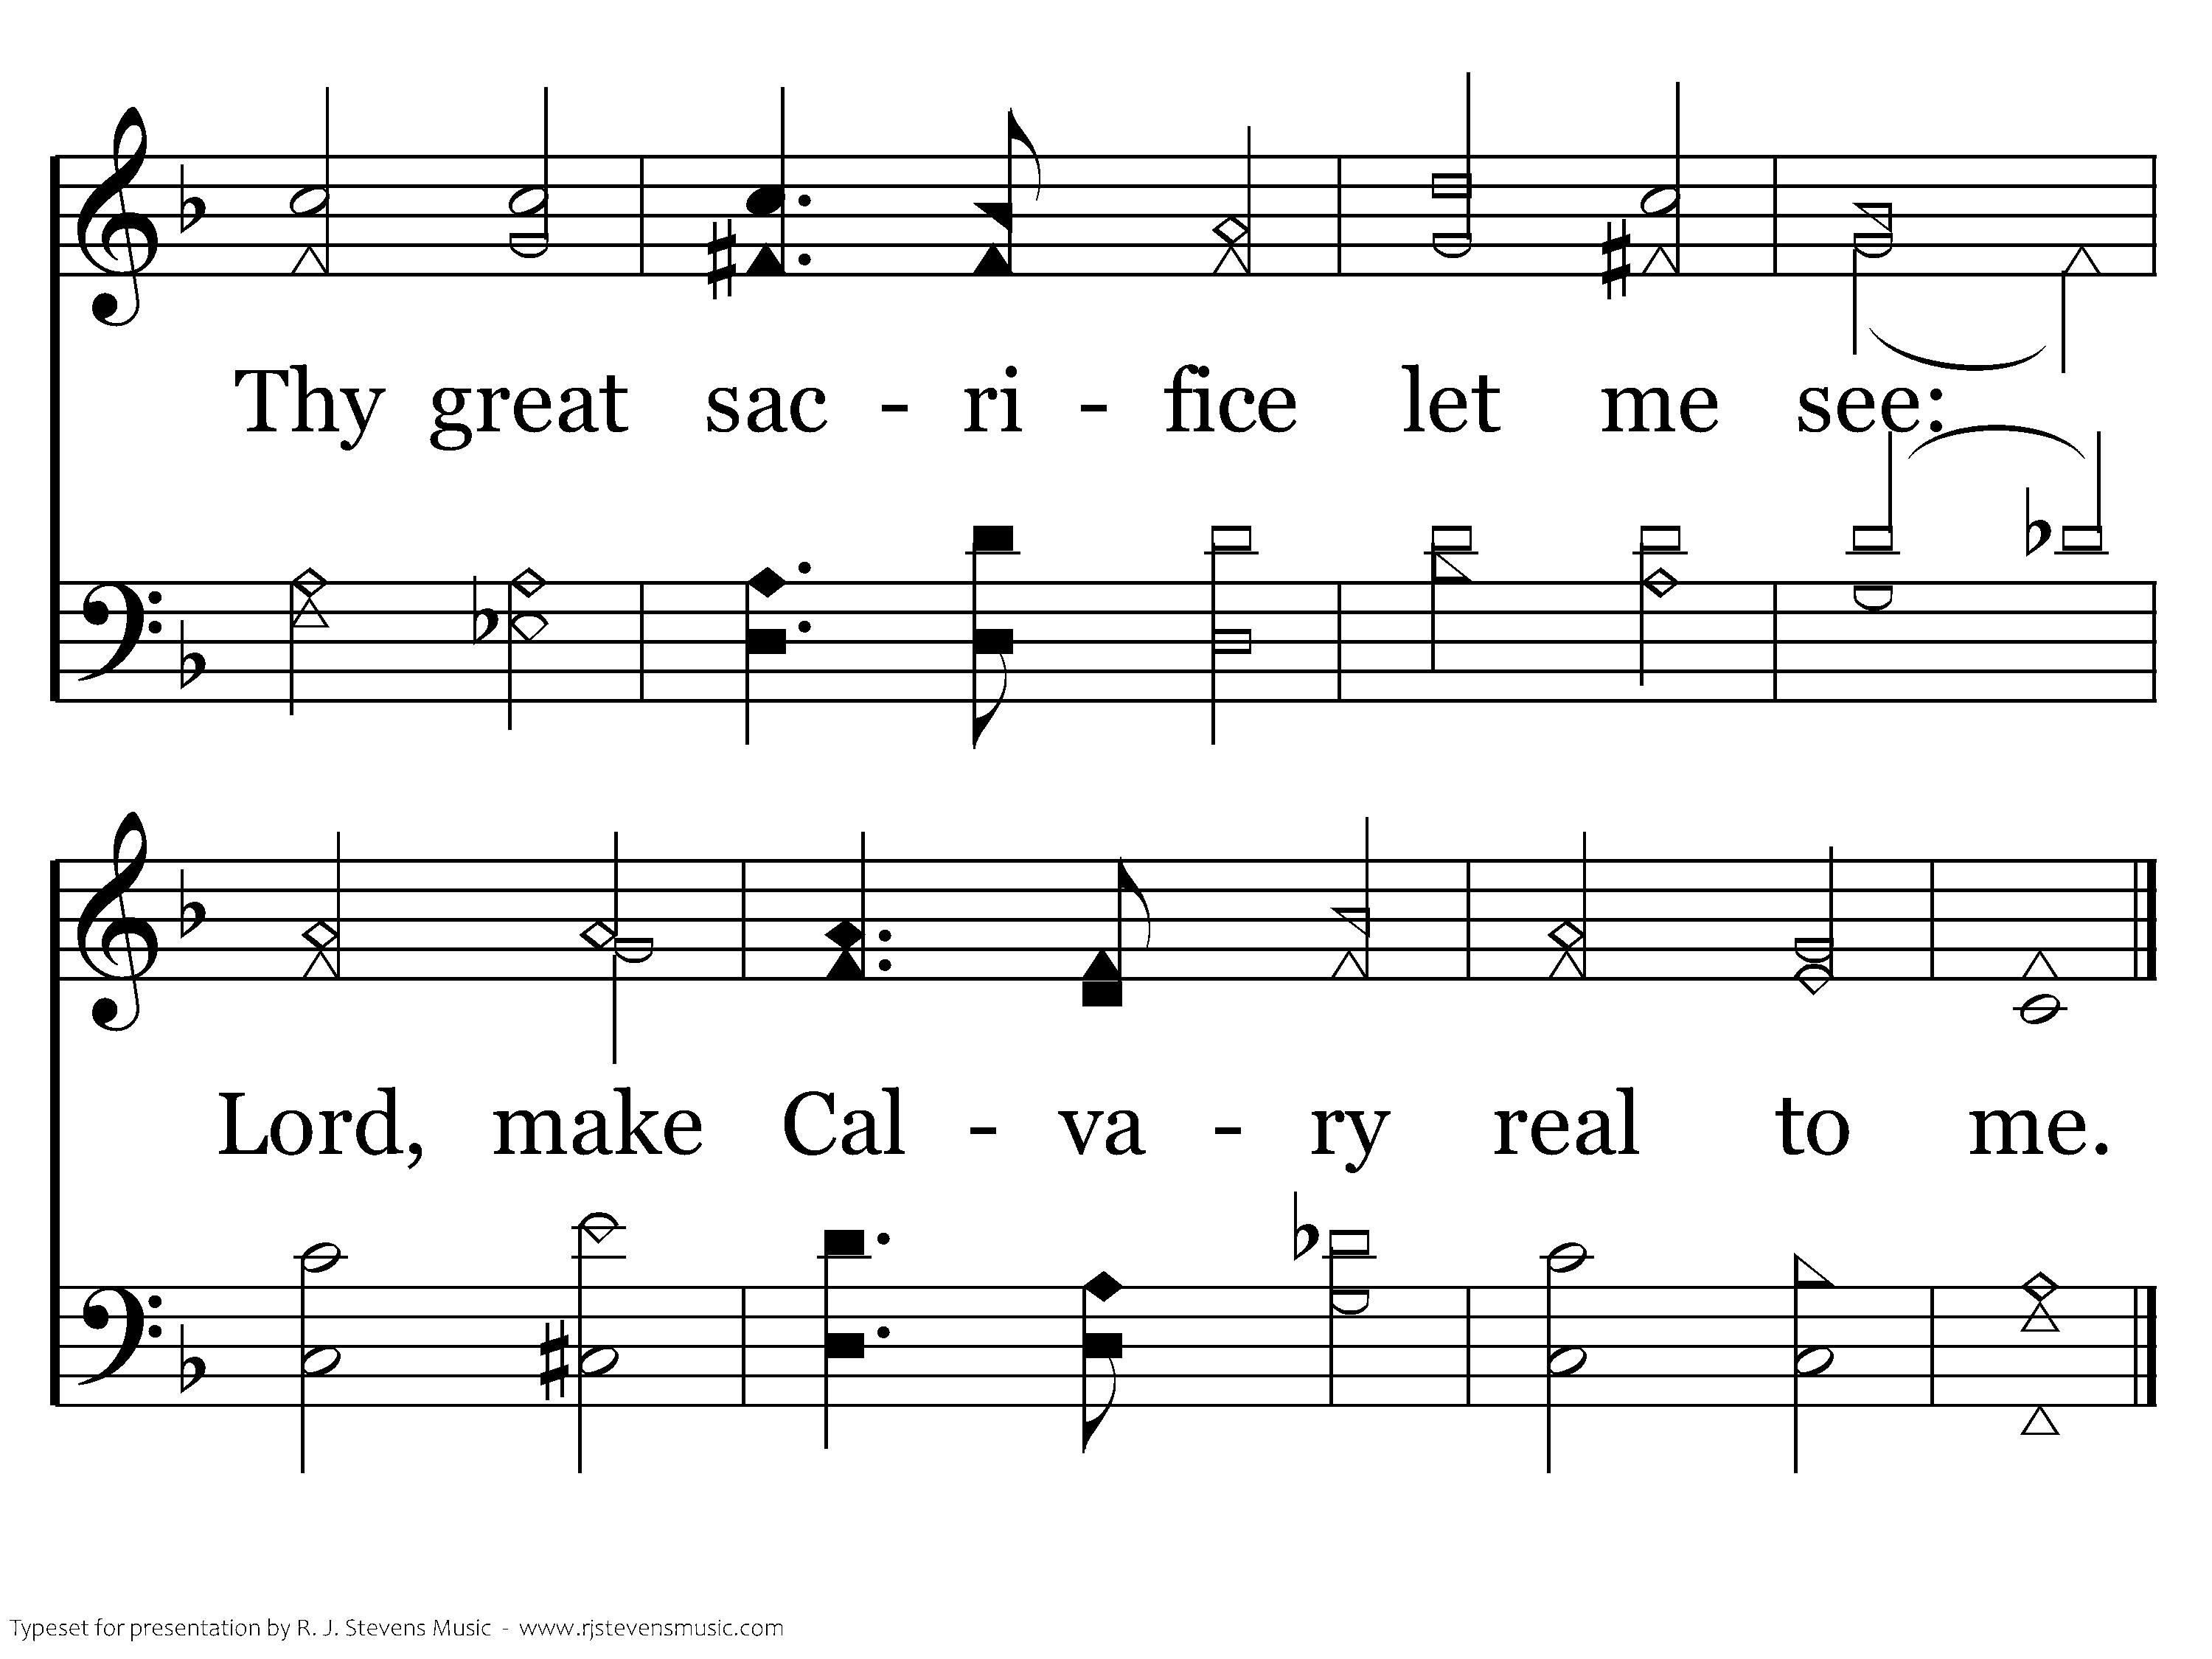 Thy great sac - ri - fice let me see:
Lord, make Cal - va - ry real to me.
Typeset for presentation by R. J. Stevens Music - www.rjstevensmusic.com